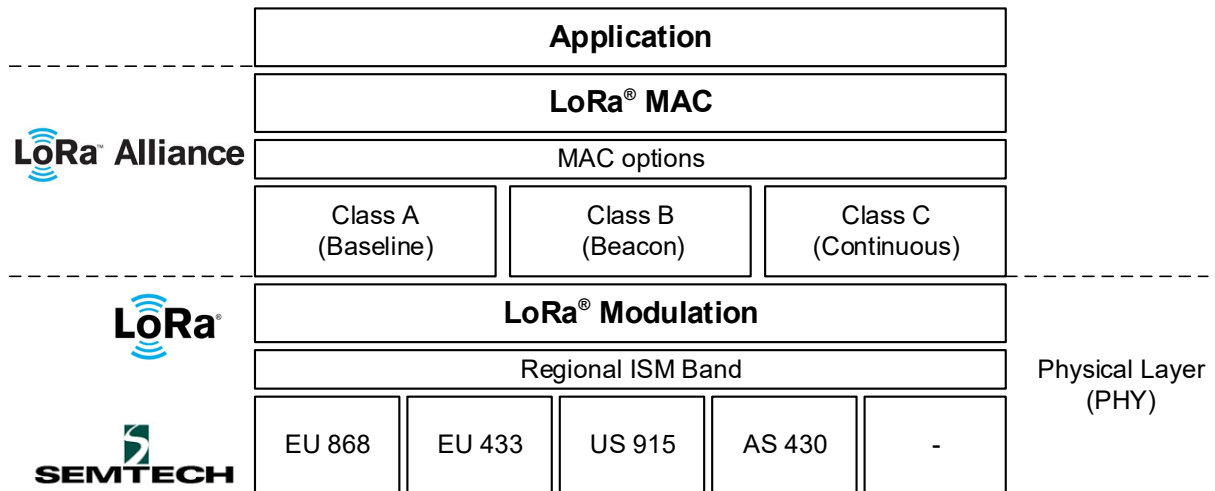 Application
LoRa® MAC
LoRa™ Alliance
MAC options
Class A
(Baseline)
Class B
(Beacon)
Class C
(Continuous)
LoRa® Modulation
LoRa®
Regional ISM Band
Physical Layer
(PHY)
EU 868
EU 433
US 915
AS 430
-
SEMTECH